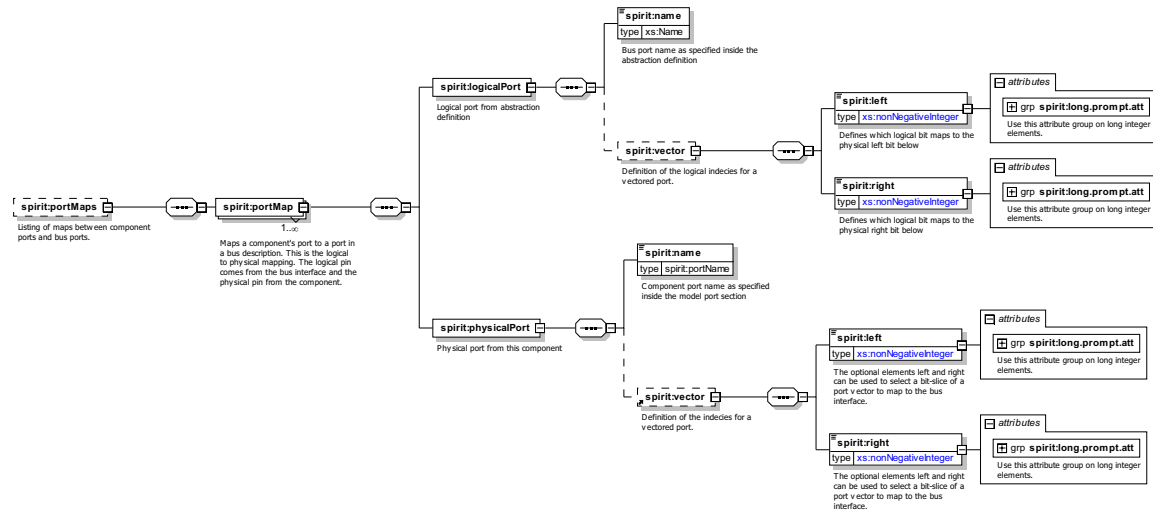 spirit:portMaps
Listing of maps between component
ports and bus ports.
spirit:portMap
1..∞
Maps a component's port to a port in
a bus description. This is the logical
to physical mapping. The logical pin
comes from the bus interface and the
physical pin from the component.
spirit:logicalPort
Logical port from abstraction
definition
spirit:name
type xs:Name
Bus port name as specified inside the
abstraction definition
spirit:vector
Definition of the logical indecies for a
vectored port.
spirit:left
type xs:nonNegativeInteger
Defines which logical bit maps to the
physical left bit below
attributes
grp spirit:long.prompt.att
Use this attribute group on long integer
elements.
spirit:right
type xs:nonNegativeInteger
Defines which logical bit maps to the
physical right bit below
attributes
grp spirit:long.prompt.att
Use this attribute group on long integer
elements.
spirit:physicalPort
Physical port from this component
spirit:name
type spirit:portName
Component port name as specified
inside the model port section
spirit:vector
Definition of the indecies for a
vectored port.
spirit:left
type xs:nonNegativeInteger
The optional elements left and right
can be used to select a bit-slice of a
port vector to map to the bus
interface.
attributes
grp spirit:long.prompt.att
Use this attribute group on long integer
elements.
spirit:right
type xs:nonNegativeInteger
The optional elements left and right
can be used to select a bit-slice of a
port vector to map to the bus
interface.
attributes
grp spirit:long.prompt.att
Use this attribute group on long integer
elements.